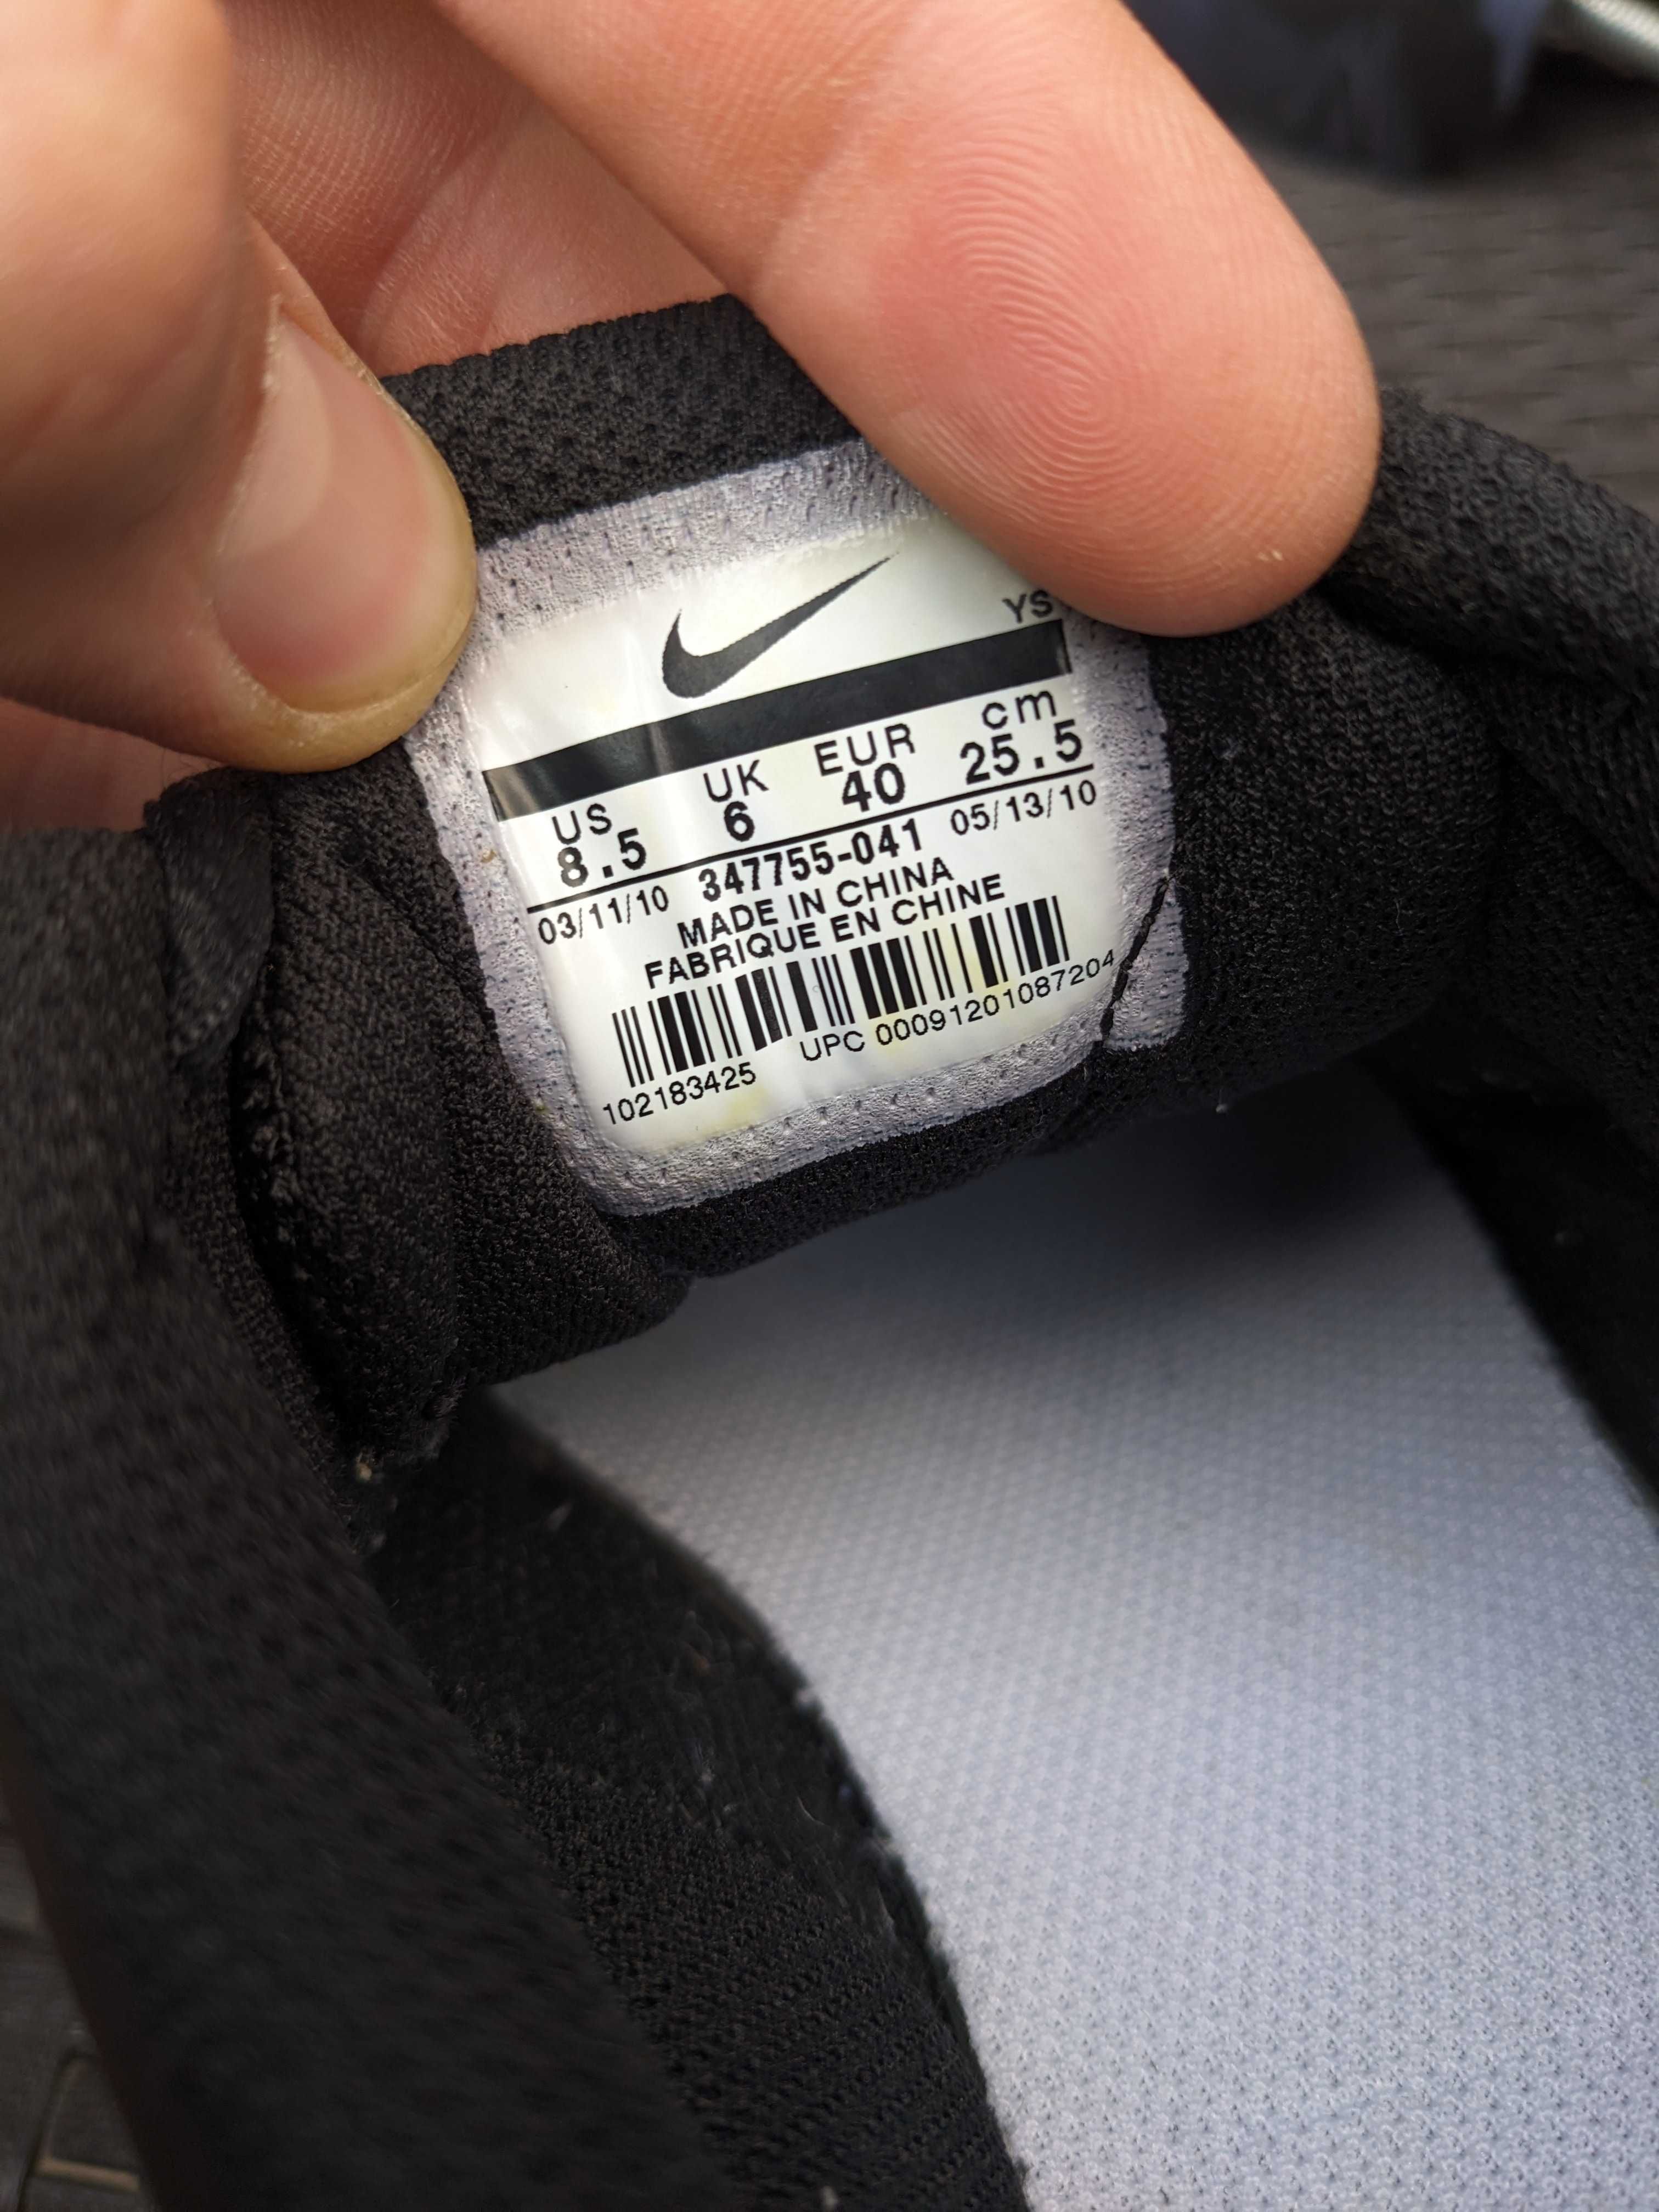 YS
US UK EUR cm
8.5 6 40 25.5
03/11/10 347755-041 05/13/10
MADE IN CHINA
FABRIQUE EN CHINE
102183425 UPC 00091201087204